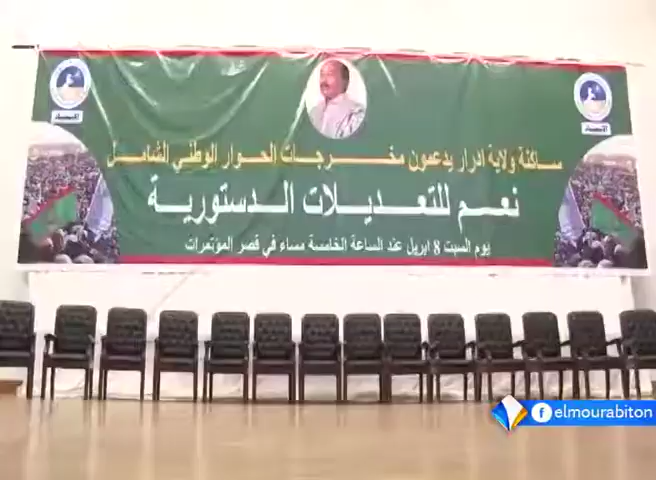 ساكنة ولاية ادرار يدعمون مخرجات الحوار الوطني الشامل
نعم للتعديلات الدستورية
يوم السبت 8 ابريل عند الساعة الخامسة مساء في قصر المؤتمرات
elmourabiton